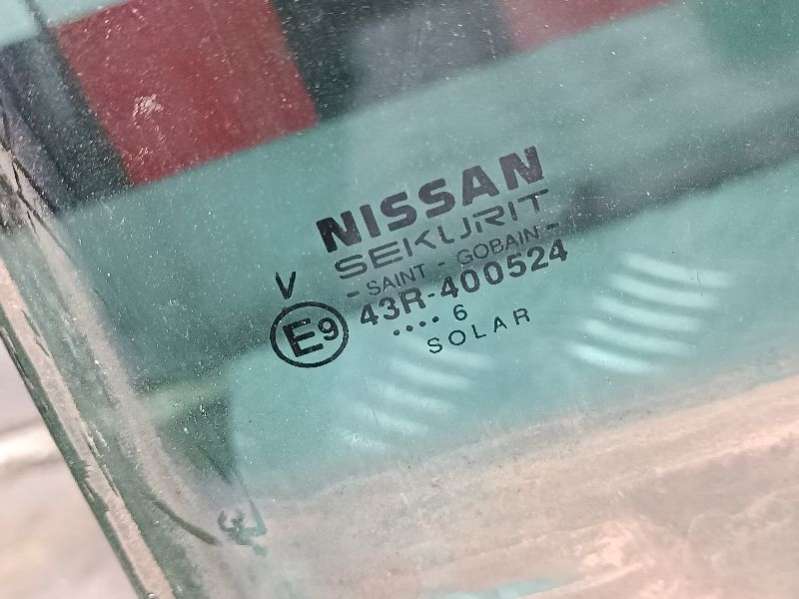 NISSAN
SEKURIT
- SAINT - GOBAIN -
V
E9 43R-400524
.... 6
SOLAR